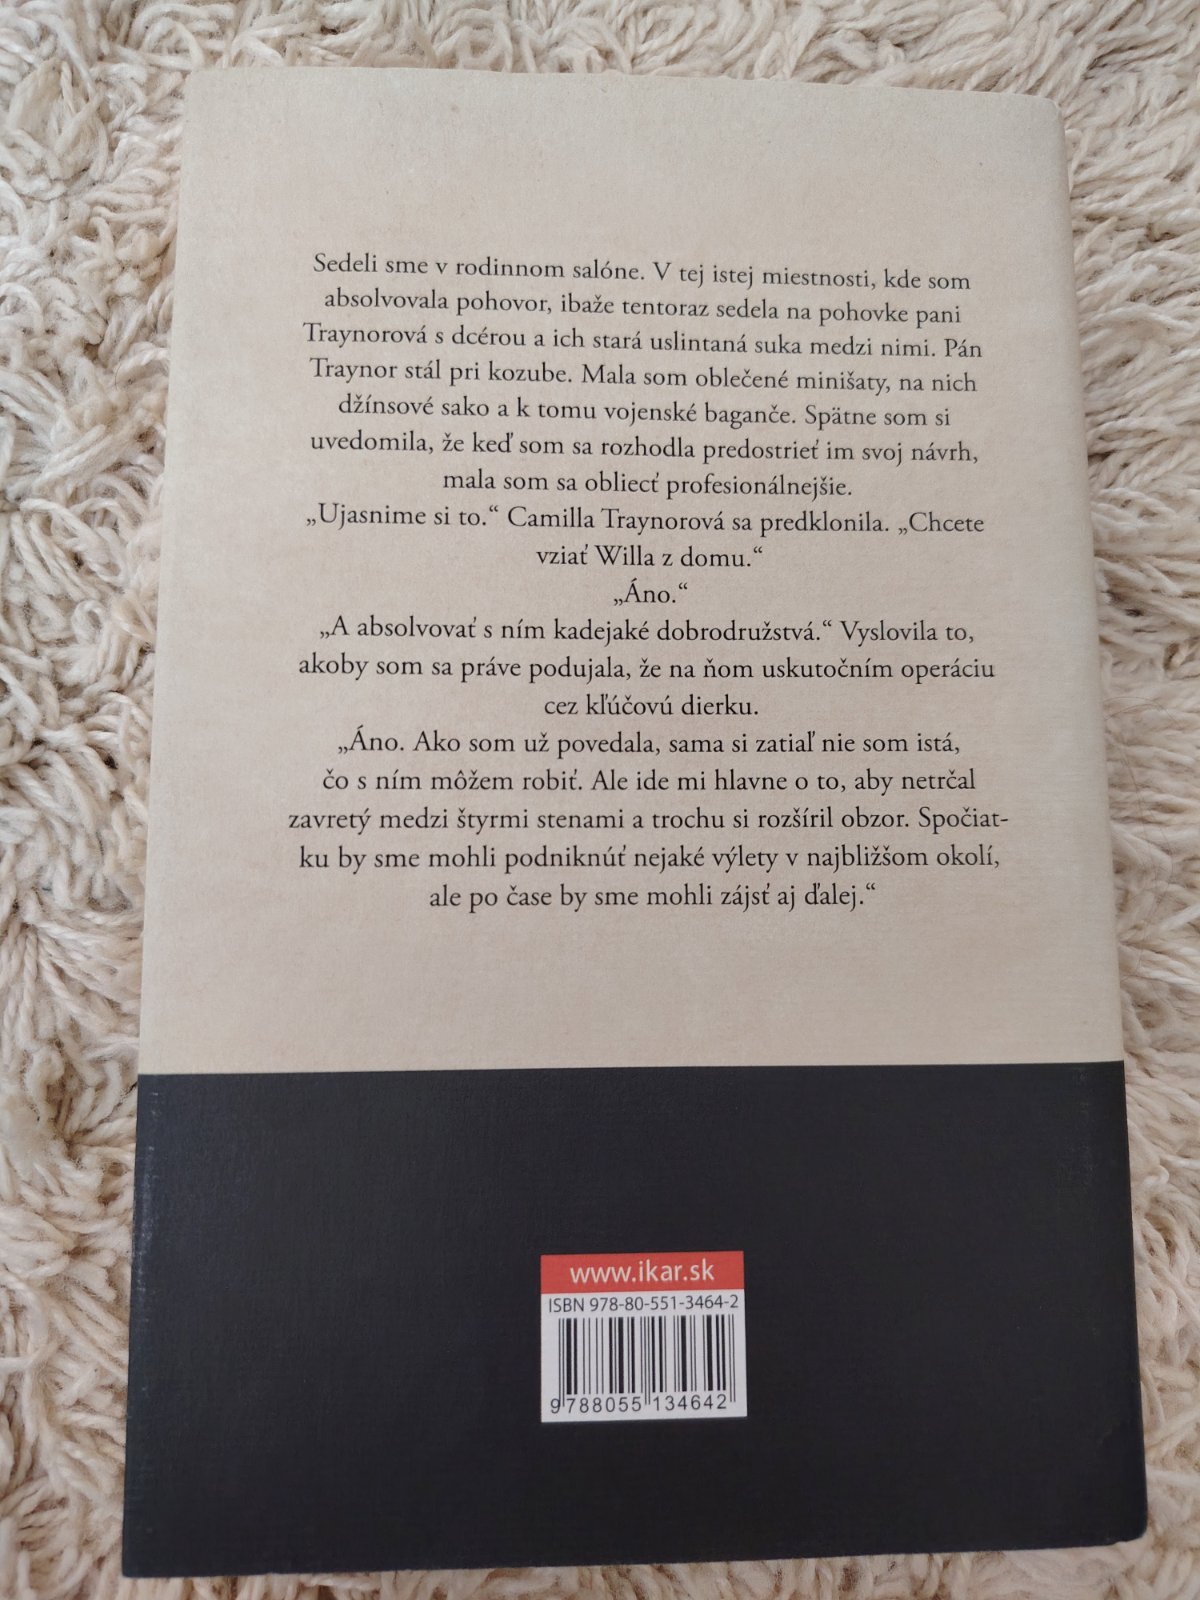 Sedeli sme v rodinnom salóne. V tej istej miestnosti, kde som
absolvovala pohovor, ibaže tentoraz sedela na pohovke pani
Traynorová s dcérou a ich stará uslintaná suka medzi nimi. Pán
Traynor stál pri kozube. Mala som oblečené minišaty, na nich
džínsové sako a k tomu vojenské baganče. Spätne som si
uvedomila, že keď som sa rozhodla predostrieť im svoj návrh,
mala som sa obliecť profesionálnejšie.
„Ujasnime si to.“ Camilla Traynorová sa predklonila. „Chcete
vziať Willa z domu.“
„Áno.“
„A absolvovať s ním kadejaké dobrodružstvá.“ Vyslovila to,
akoby som sa práve podujala, že na ňom uskutočním operáciu
cez kľúčovú dierku.
„Áno. Ako som už povedala, sama si zatiaľ nie som istá,
čo s ním môžem robiť. Ale ide mi hlavne o to, aby netrčal
zavretý medzi štyrmi stenami a trochu si rozšíril obzor. Spočiat-
ku by sme mohli podniknúť nejaké výlety v najbližšom okolí,
ale po čase by sme mohli zájsť aj ďalej.“
www.ikar.sk
ISBN 978-80-551-3464-2
9 788055 134642